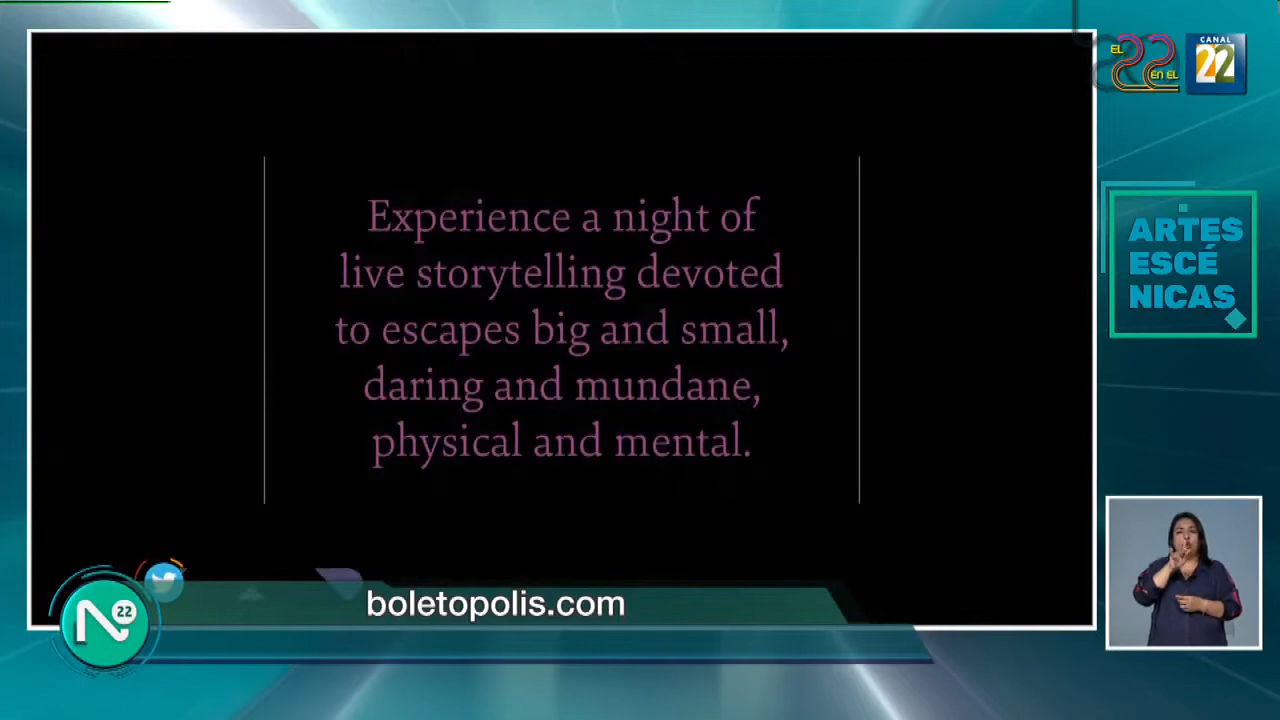 EL
22
EN EL
CANAL
22
Experience a night of
live storytelling devoted
to escapes big and small,
daring and mundane,
physical and mental.
ARTES
ESCÉ
NICAS
N 22
boletopolis.com